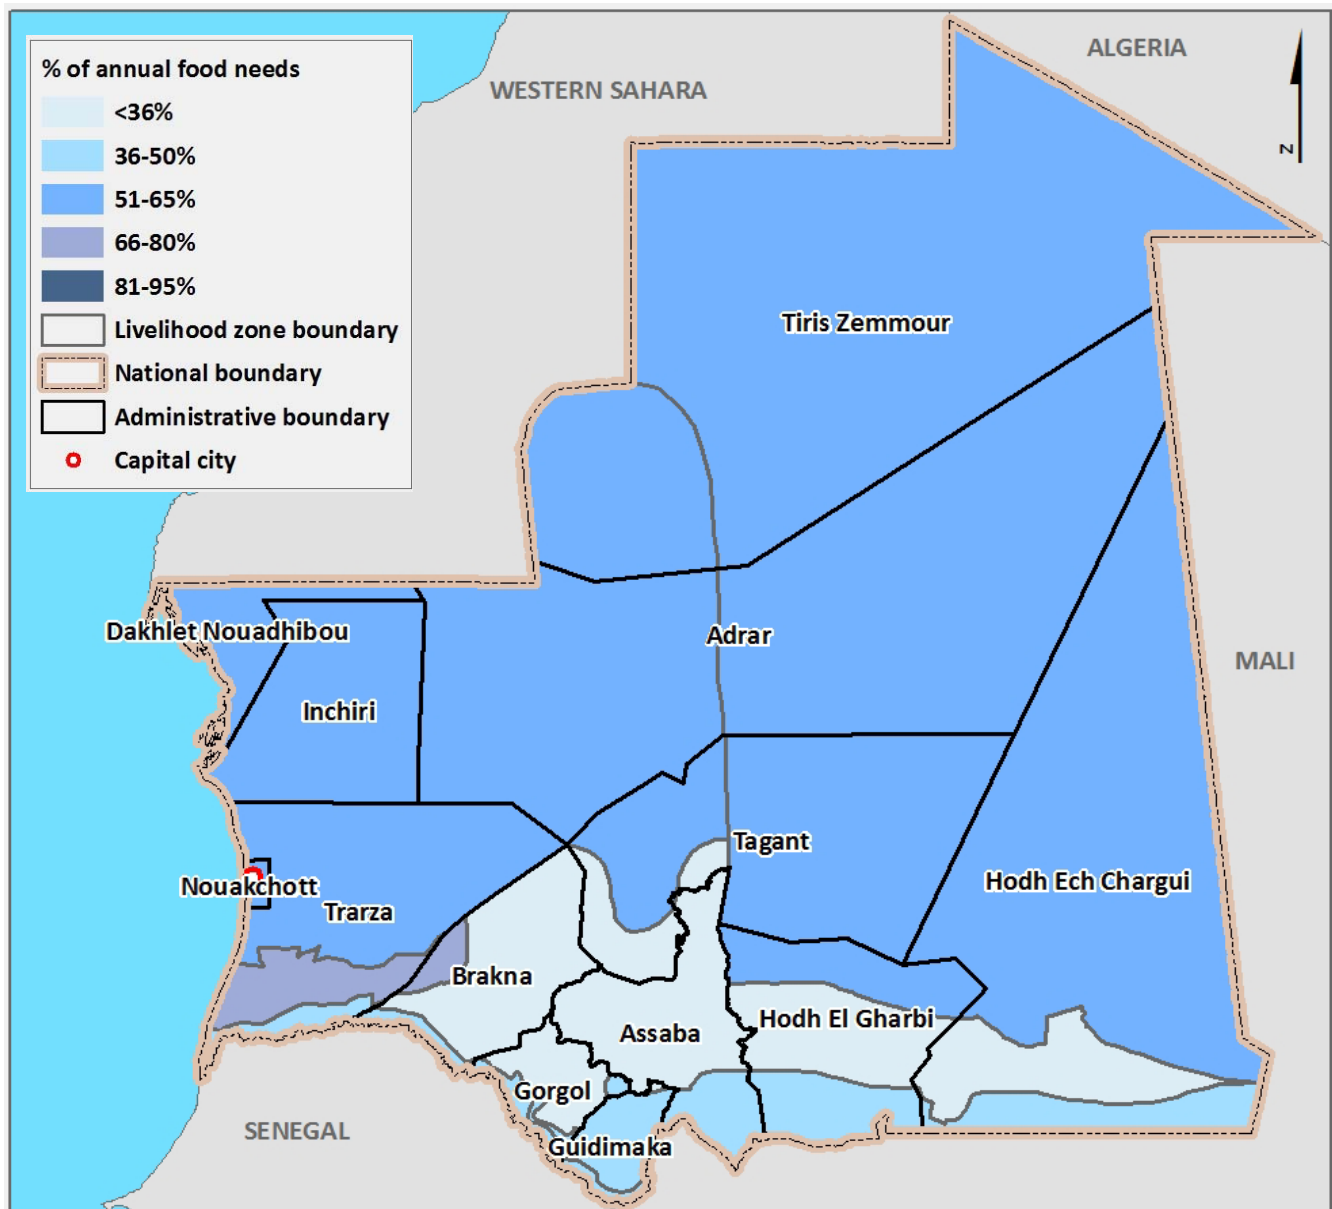 % of annual food needs
<36%
36-50%
51-65%
66-80%
81-95%
Livelihood zone boundary
National boundary
Administrative boundary
Capital city
ALGERIA
WESTERN SAHARA
N
Tiris Zemmour
Dakhlet Nouadhibou
Adrar
MALI
Inchiri
Tagant
Nouakchott
Trarza
Hodh Ech Chargui
Brakna
Hodh El Gharbi
Assaba
Gorgol
SENEGAL
Guidimaka